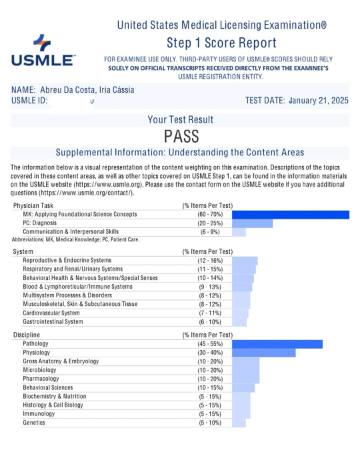 United States Medical Licensing Examination®
Step 1 Score Report
USMLE™
FOR EXAMINEE USE ONLY. THIRD-PARTY USERS OF USMLE® SCORES SHOULD RELY
SOLELY ON OFFICIAL TRANSCRIPTS RECEIVED DIRECTLY FROM THE EXAMINEE'S
USMLE REGISTRATION ENTITY.
NAME: Abreu Da Costa, Iria Cássia
USMLE ID:
TEST DATE: January 21, 2025
Your Test Result
PASS
Supplemental Information: Understanding the Content Areas
The information below is a visual representation of the content weighting on this examination. Descriptions of the topics
covered in these content areas, as well as other topics covered on USMLE Step 1, can be found in the information materials
on the USMLE website (https://www.usmle.org). Please use the contact form on the USMLE website if you have additional
questions (https://www.usmle.org/contact/).
Physician Task (% Items Per Test)
MK: Applying Foundational Science Concepts (60 - 70%)
PC: Diagnosis (20 - 25%)
Communication & Interpersonal Skills
Abbreviations: MK, Medical Knowledge; PC, Patient Care.
System (% Items Per Test)
Reproductive & Endocrine Systems (12 - 16%)
Respiratory and Renal/Urinary Systems (11 - 15%)
Behavioral Health & Nervous Systems/Special Senses (10 - 14%)
Blood & Lymphoreticular/Immune Systems (9 - 13%)
Multisystem Processes & Disorders (8 - 12%)
Musculoskeletal, Skin & Subcutaneous Tissue (8 - 12%)
Cardiovascular System (7 - 11%)
Gastrointestinal System (6 - 10%)
Discipline (% Items Per Test)
Pathology (45 - 55%)
Physiology (30 - 40%)
Gross Anatomy & Embryology (10 - 20%)
Microbiology (10 - 20%)
Pharmacology (10 - 20%)
Behavioral Sciences (10 - 15%)
Biochemistry & Nutrition (5 - 15%)
Histology & Cell Biology (5 - 15%)
Immunology (5 - 15%)
Genetics (5 - 10%)